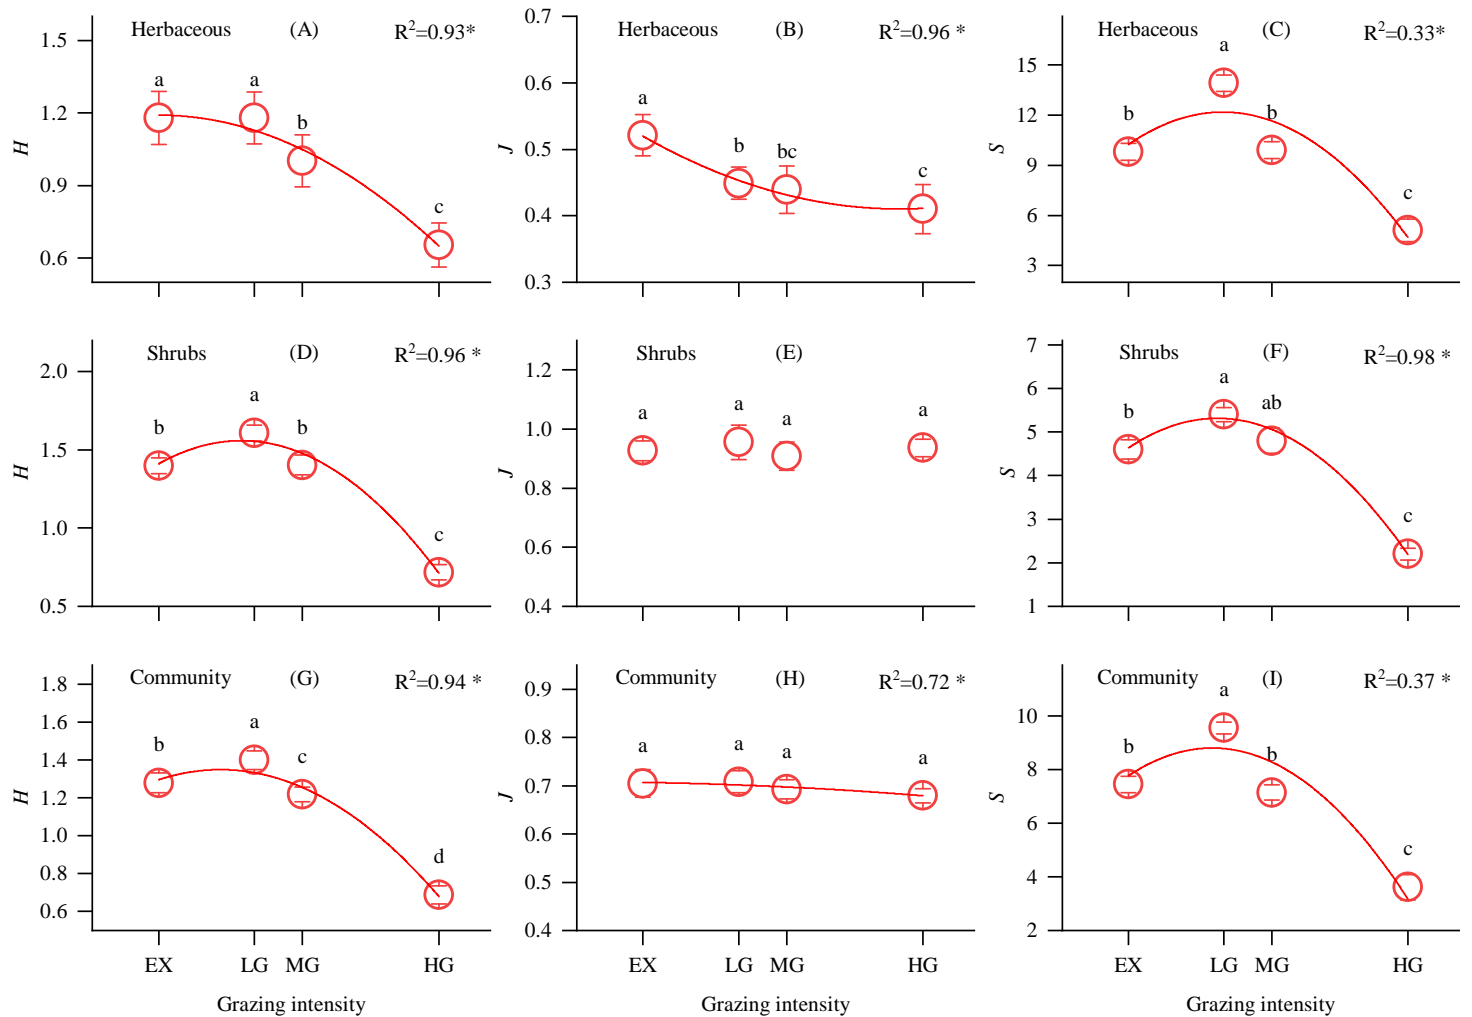 Herbaceous (A) R²=0.93*
1.5
1.2
0.9
0.6
H
a a b c
Herbaceous (B) R²=0.96 *
0.7
0.6
0.5
0.4
0.3
J
a b bc c
Herbaceous (C) R²=0.33*
15
12
9
6
3
S
b a b c
Shrubs (D) R²=0.96 *
2.0
1.5
1.0
0.5
H
b a b c
Shrubs (E)
1.2
1.0
0.8
0.6
0.4
J
a a a a
Shrubs (F) R²=0.98 *
7
6
5
4
3
2
1
S
b a ab c
Community (G) R²=0.94 *
1.8
1.6
1.4
1.2
1.0
0.8
0.6
H
b a c d
EX LG MG HG
Grazing intensity
Community (H) R²=0.72 *
0.9
0.8
0.7
0.6
0.5
0.4
J
a a a a
EX LG MG HG
Grazing intensity
Community (I) R²=0.37 *
10
8
6
4
2
S
b a b c
EX LG MG HG
Grazing intensity